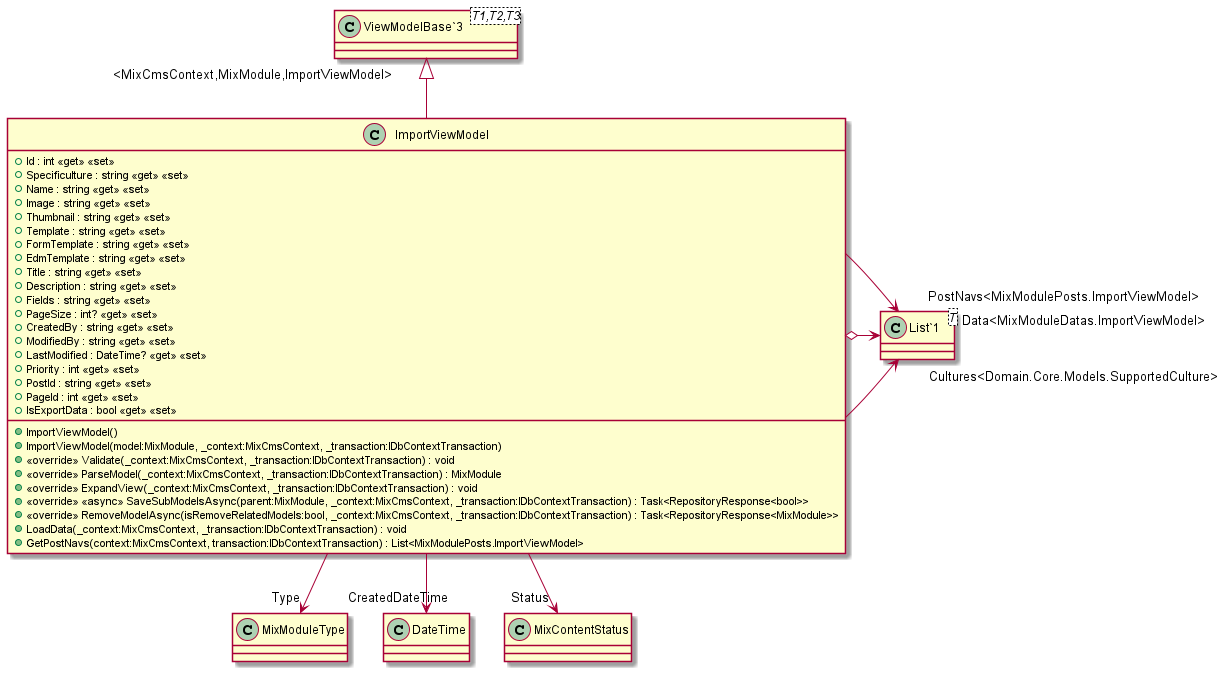 C ViewModelBase`3 T1,T2,T3
<MixCmsContext,MixModule,ImportViewModel>
C ImportViewModel
Id : int «get» «set»
Specificulture : string «get» «set»
Name : string «get» «set»
Image : string «get» «set»
Thumbnail : string «get» «set»
Template : string «get» «set»
FormTemplate : string «get» «set»
EdmTemplate : string «get» «set»
Title : string «get» «set»
Description : string «get» «set»
Fields : string «get» «set»
PageSize : int? «get» «set»
CreatedBy : string «get» «set»
ModifiedBy : string «get» «set»
LastModified : DateTime? «get» «set»
Priority : int «get» «set»
PostId : string «get» «set»
PageId : int «get» «set»
IsExportData : bool «get» «set»
ImportViewModel()
ImportViewModel(model:MixModule, _context:MixCmsContext, _transaction:IDbContextTransaction)
«override» Validate(_context:MixCmsContext, _transaction:IDbContextTransaction) : void
«override» ParseModel(_context:MixCmsContext, _transaction:IDbContextTransaction) : MixModule
«override» ExpandView(_context:MixCmsContext, _transaction:IDbContextTransaction) : void
«override» «async» SaveSubModelsAsync(parent:MixModule, _context:MixCmsContext, _transaction:IDbContextTransaction) : Task<RepositoryResponse<bool>>
«override» RemoveModelAsync(isRemoveRelatedModels:bool, _context:MixCmsContext, _transaction:IDbContextTransaction) : Task<RepositoryResponse<MixModule>>
LoadData(_context:MixCmsContext, _transaction:IDbContextTransaction) : void
GetPostNavs(context:MixCmsContext, transaction:IDbContextTransaction) : List<MixModulePosts.ImportViewModel>
PostNavs<MixModulePosts.ImportViewModel>
C List`1 T
Data<MixModuleDatas.ImportViewModel>
Cultures<Domain.Core.Models.SupportedCulture>
Type
CreatedDateTime
Status
C MixModuleType
C DateTime
C MixContentStatus